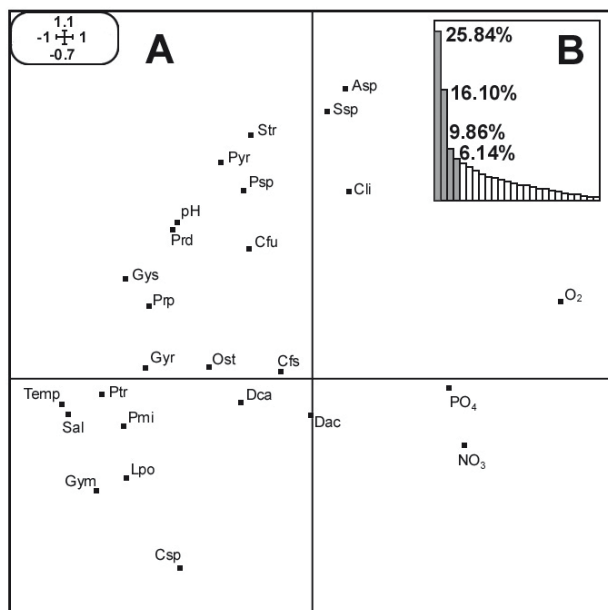 1.1
-1 1
-0.7
A
B
25.84%
16.10%
9.86%
6.14%
Asp
Ssp
Str
Pyr
Psp
Cli
pH
Prd
Cfu
Gys
Prp
O₂
Gyr
Ost
Cfs
Temp
Ptr
Dca
PO₄
Sal
Pmi
Dac
NO₃
Lpo
Gym
Csp